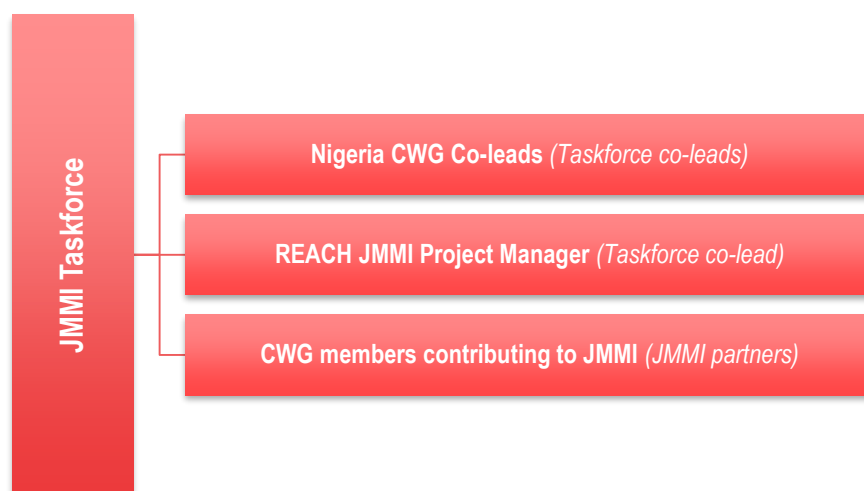 JMMI Taskforce
Nigeria CWG Co-leads (Taskforce co-leads)
REACH JMMI Project Manager (Taskforce co-lead)
CWG members contributing to JMMI (JMMI partners)